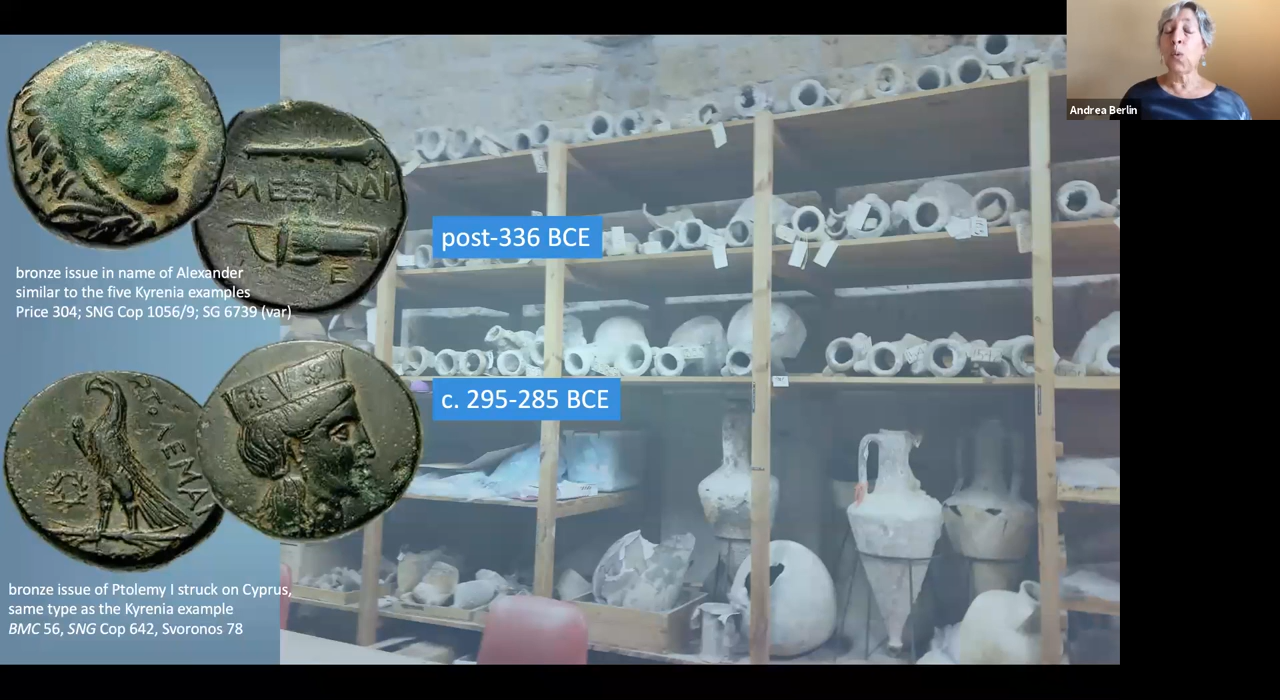 Andrea Berlin
ΑΛΕΞΑΝΔ
Ε
post-336 BCE
bronze issue in name of Alexander
similar to the five Kyrenia examples
Price 304; SNG Cop 1056/9; SG 6739 (var)
c. 295-285 BCE
ΠΤΟΛΕΜΑΙ
bronze issue of Ptolemy I struck on Cyprus,
same type as the Kyrenia example
BMC 56, SNG Cop 642, Svoronos 78